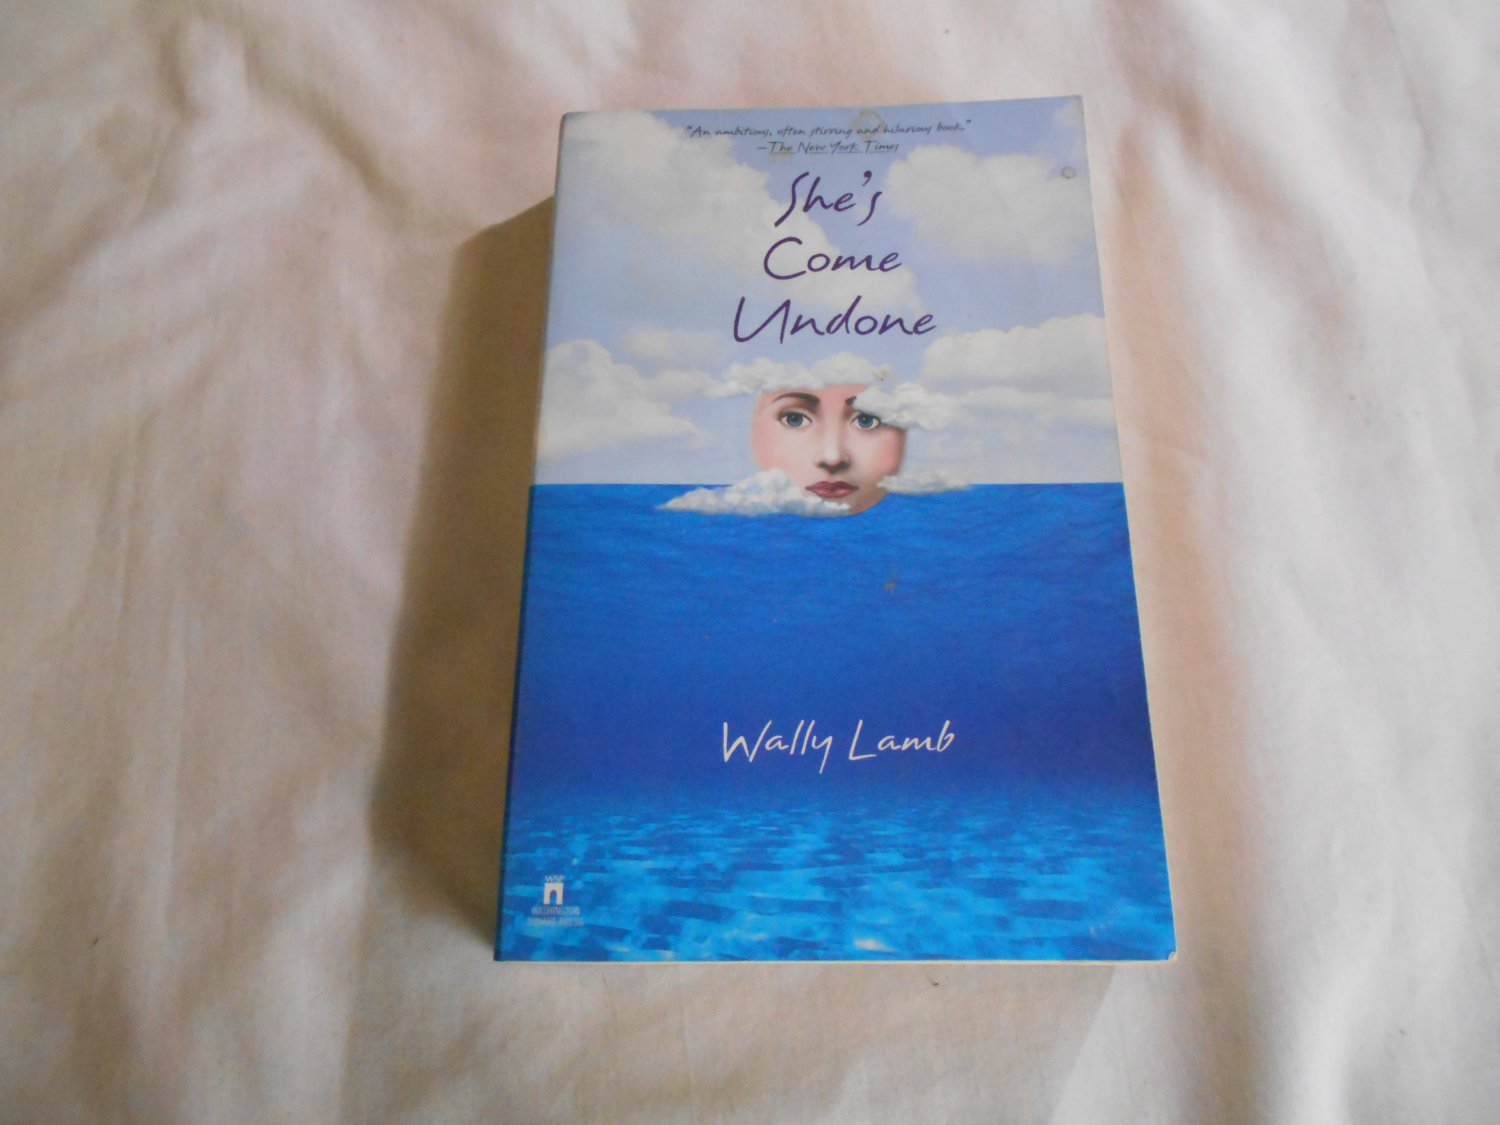 "An ambitious, often stirring and hilarious book."
—The New York Times
She's
Come
Undone
Wally Lamb
WSP
WASHINGTON
SQUARE PRESS